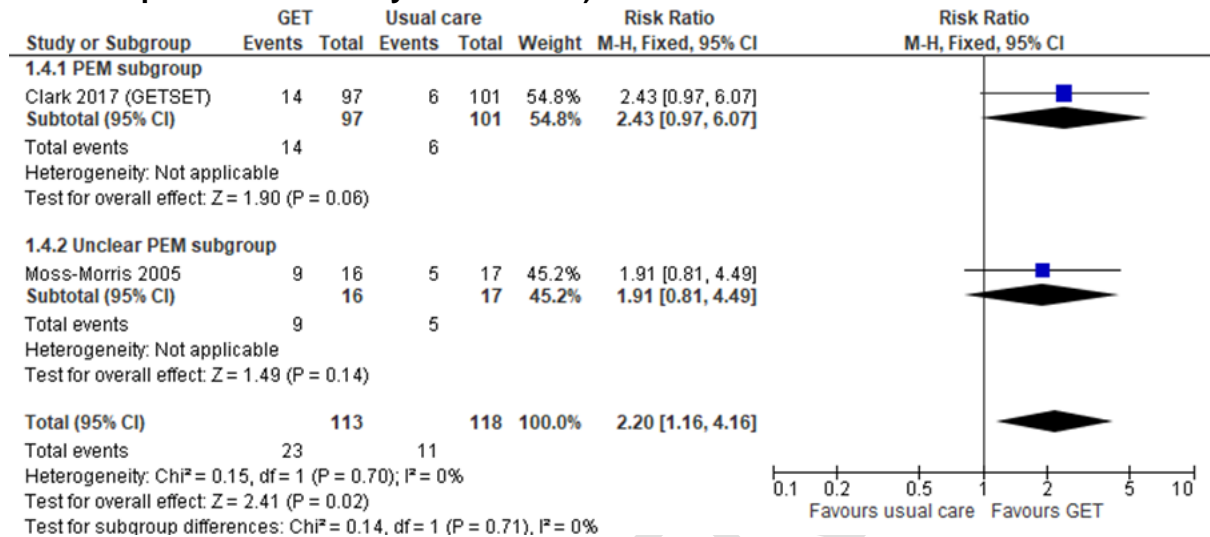 GET Usual care Risk Ratio Risk Ratio
Study or Subgroup Events Total Events Total Weight M-H, Fixed, 95% CI M-H, Fixed, 95% CI
1.4.1 PEM subgroup
Clark 2017 (GETSET) 14 97 6 101 54.8% 2.43 [0.97, 6.07]
Subtotal (95% CI) 97 101 54.8% 2.43 [0.97, 6.07]
Total events 14 6
Heterogeneity: Not applicable
Test for overall effect: Z = 1.90 (P = 0.06)
1.4.2 Unclear PEM subgroup
Moss-Morris 2005 9 16 5 17 45.2% 1.91 [0.81, 4.49]
Subtotal (95% CI) 16 17 45.2% 1.91 [0.81, 4.49]
Total events 9 5
Heterogeneity: Not applicable
Test for overall effect: Z = 1.49 (P = 0.14)
Total (95% CI) 113 118 100.0% 2.20 [1.16, 4.16]
Total events 23 11
Heterogeneity: Chi² = 0.15, df = 1 (P = 0.70); I² = 0%
Test for overall effect: Z = 2.41 (P = 0.02)
Test for subgroup differences: Chi² = 0.14, df = 1 (P = 0.71), I² = 0%
0.1 0.2 0.5 1 2 5 10
Favours usual care Favours GET